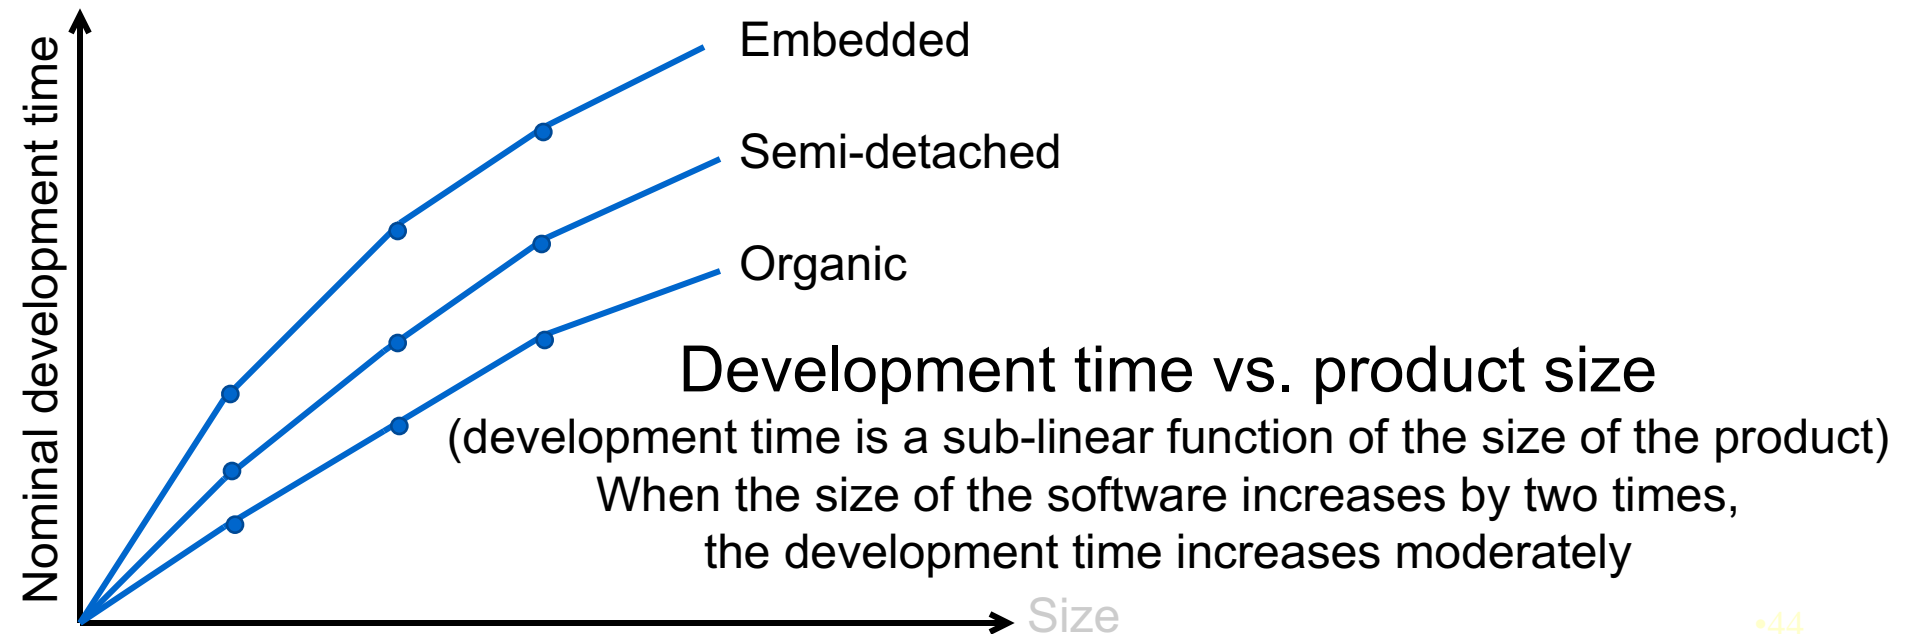 Nominal development time
Embedded
Semi-detached
Organic
Development time vs. product size
(development time is a sub-linear function of the size of the product)
When the size of the software increases by two times,
the development time increases moderately
Size
•44